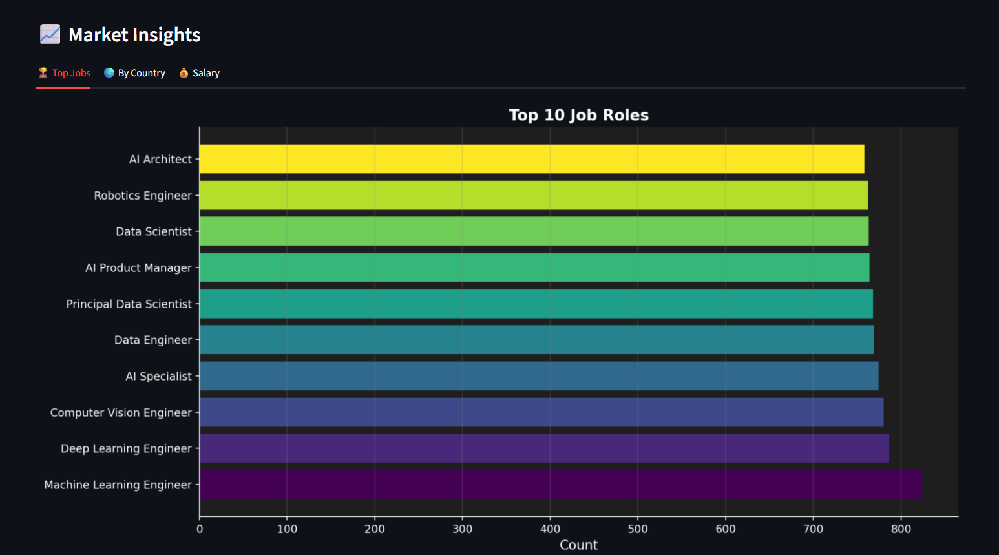 📈 Market Insights
🏆 Top Jobs 🌍 By Country 💰 Salary
Top 10 Job Roles
AI Architect
Robotics Engineer
Data Scientist
AI Product Manager
Principal Data Scientist
Data Engineer
AI Specialist
Computer Vision Engineer
Deep Learning Engineer
Machine Learning Engineer
0 100 200 300 400 500 600 700 800
Count